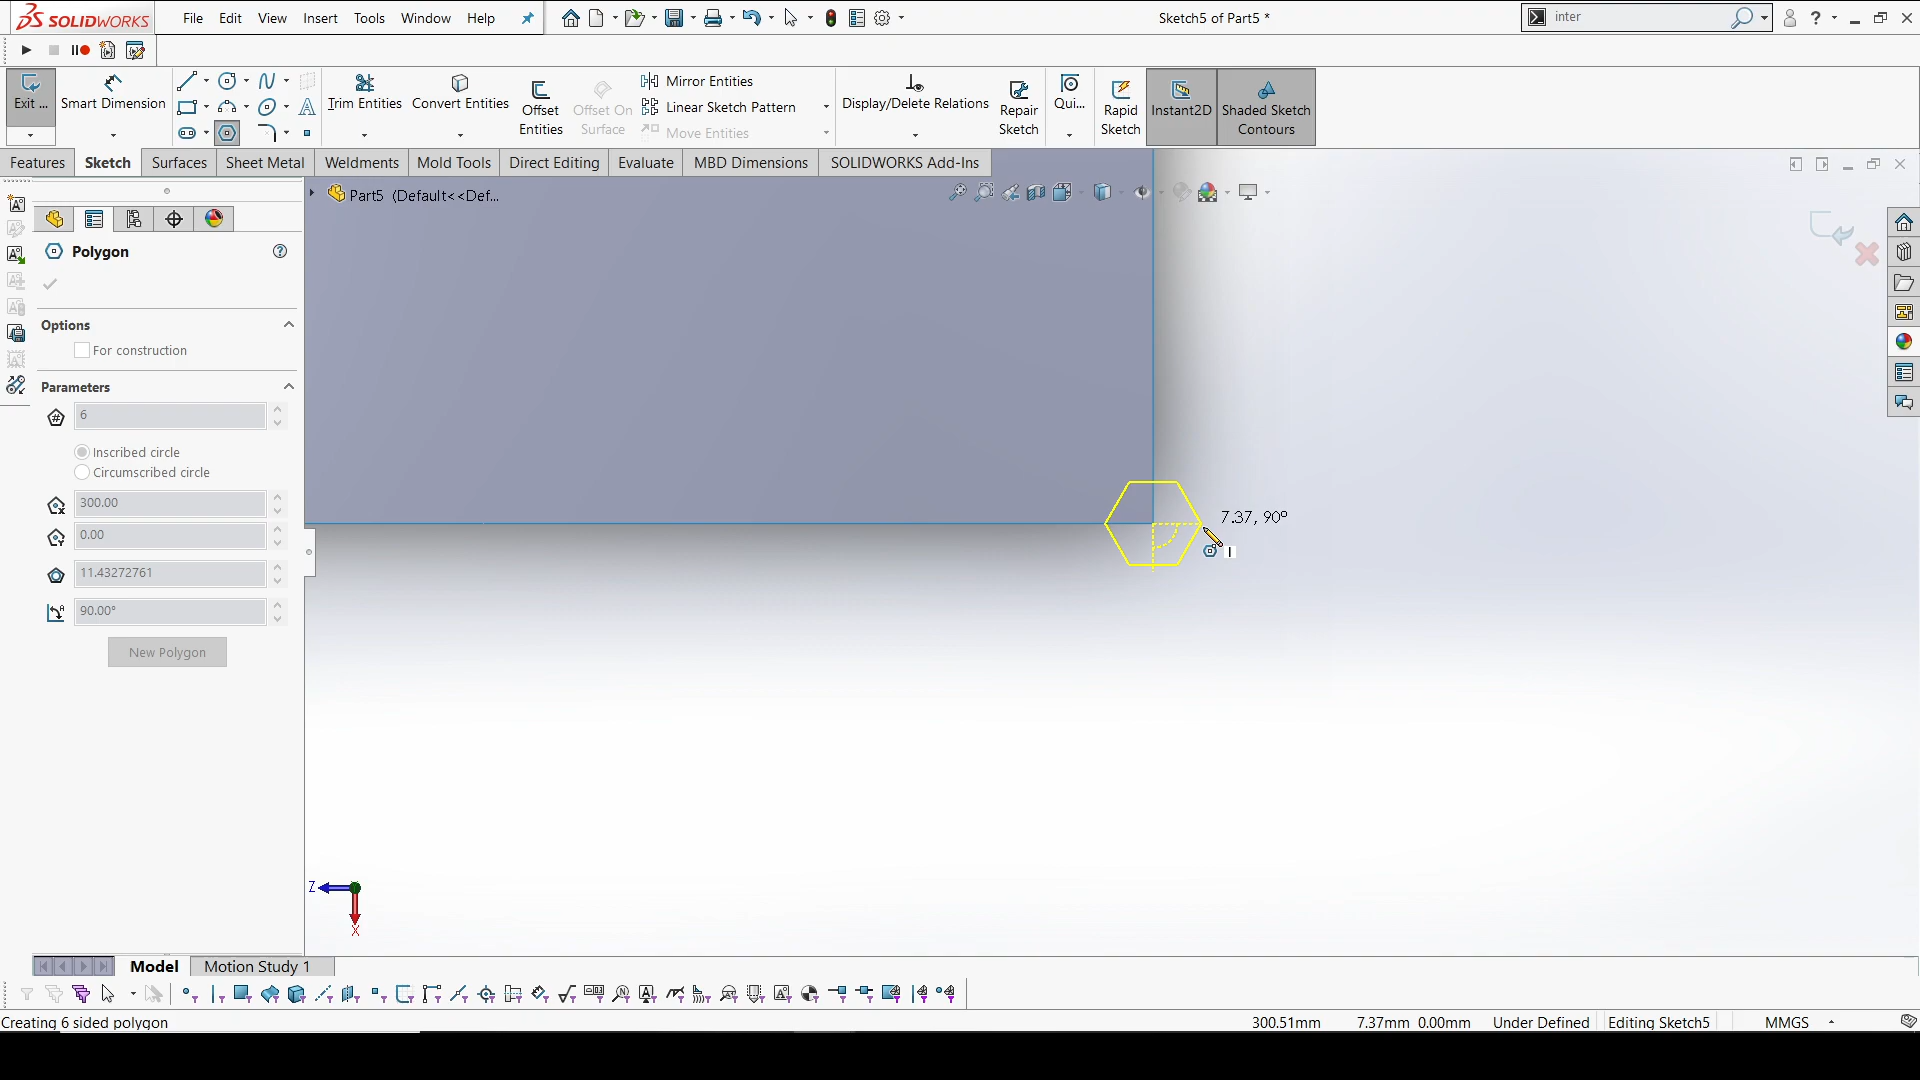 SOLIDWORKS File Edit View Insert Tools Window Help Sketch5 of Part5 * inter ?
Exit ... Smart Dimension Trim Entities Convert Entities Offset Entities Offset On Surface Mirror Entities Linear Sketch Pattern Move Entities Display/Delete Relations Repair Sketch Qui... Rapid Sketch Instant2D Shaded Sketch Contours
Features Sketch Surfaces Sheet Metal Weldments Mold Tools Direct Editing Evaluate MBD Dimensions SOLIDWORKS Add-Ins
Part5 (Default<<Def...
Polygon ?
Options
For construction
Parameters
6
Inscribed circle
Circumscribed circle
300.00
0.00
11.43272761
90.00°
New Polygon
7.37, 90°
Z
X
Model Motion Study 1
Creating 6 sided polygon 300.51mm 7.37mm 0.00mm Under Defined Editing Sketch5 MMGS